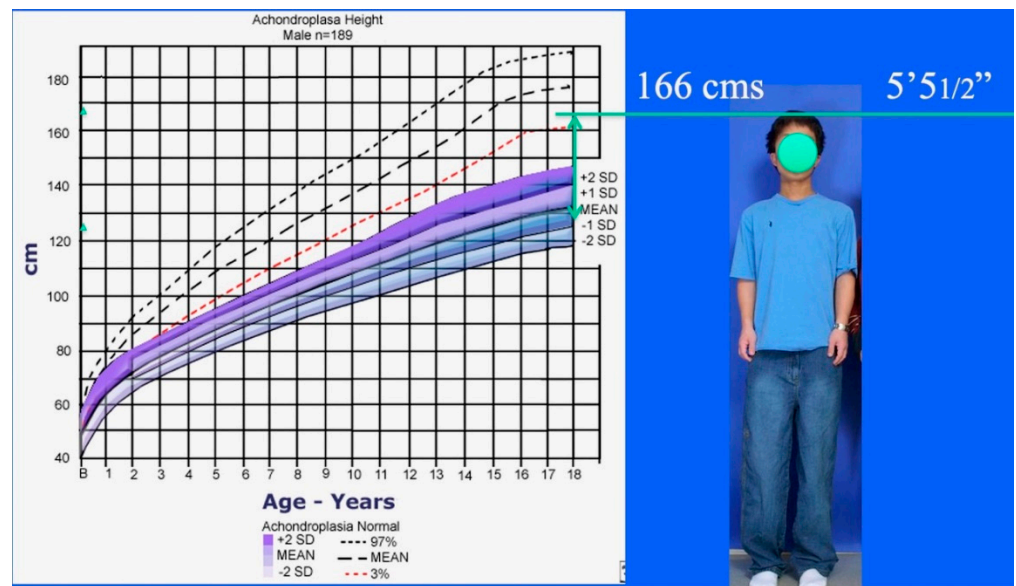 Achondroplasa Height
Male n=189
180
160
140
120
100
80
60
40
cm
B 1 2 3 4 5 6 7 8 9 10 11 12 13 14 15 16 17 18
Age - Years
+2 SD
+1 SD
MEAN
-1 SD
-2 SD
Achondroplasia Normal
+2 SD 97%
MEAN MEAN
-2 SD 3%
166 cms 5'5 1/2”